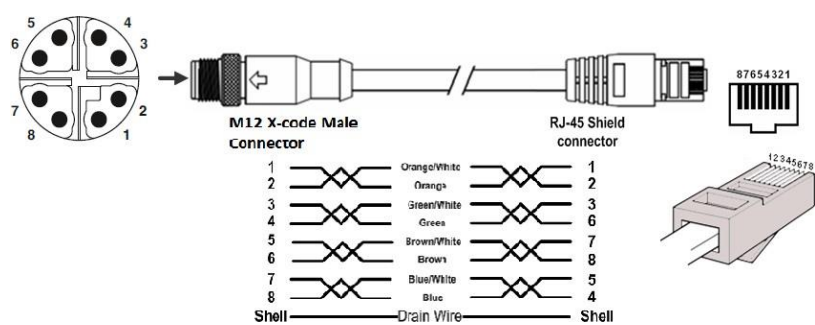 5 4
6 3
7 2
8 1
87654321
M12 X-code Male
Connector
RJ-45 Shield
connector
12345678
1 Orange/White 1
2 Orange 2
3 Green/White 3
4 Green 6
5 Brown/White 7
6 Brown 8
7 Blue/White 5
8 Blue 4
Shell Drain Wire Shell